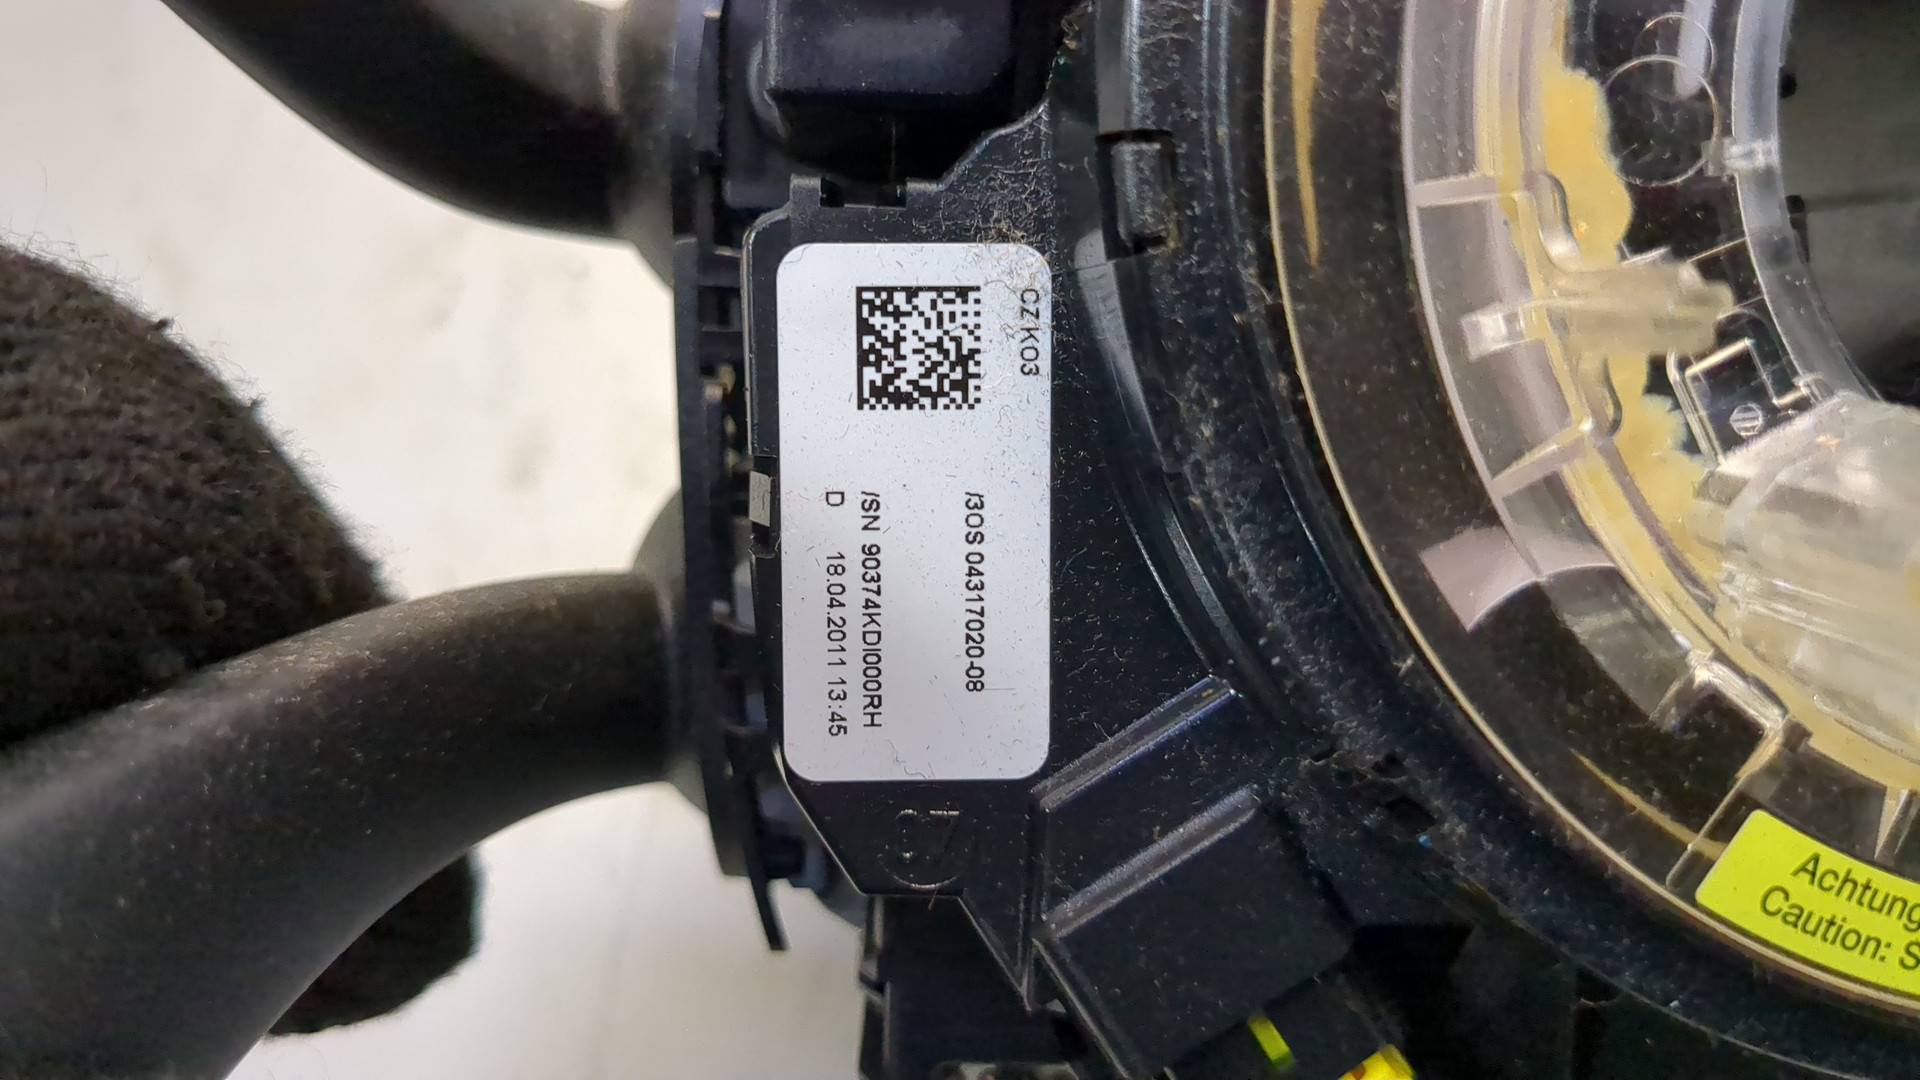 CZK03
/3OS 04317020-08
/SN 90374KDI000RH
D 18.04.2011 13:45
Achtung
Caution: S